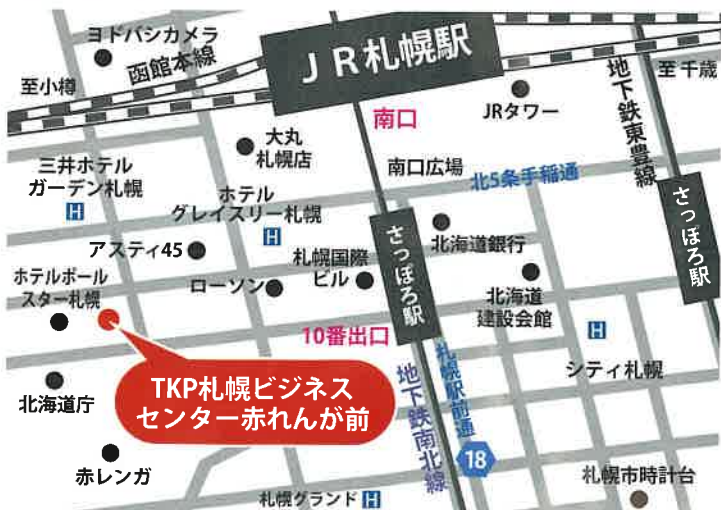 ヨドバシカメラ
函館本線
至小樽
JR札幌駅
南口
JRタワー
至 千歳
地下鉄東豊線
大丸
札幌店
南口広場
北5条手稲通
三井ホテル
ガーデン札幌
H
ホテル
グレイスリー札幌
H
さっぽろ駅
さっぽろ駅
アスティ45
北海道銀行
札幌国際
ビル
ホテルポール
スター札幌
ローソン
北海道
建設会館
10番出口
H
シティ札幌
TKP札幌ビジネス
センター赤れんが前
北海道庁
地下鉄南北線
札幌駅前通
18
赤レンガ
札幌市時計台
札幌グランド H